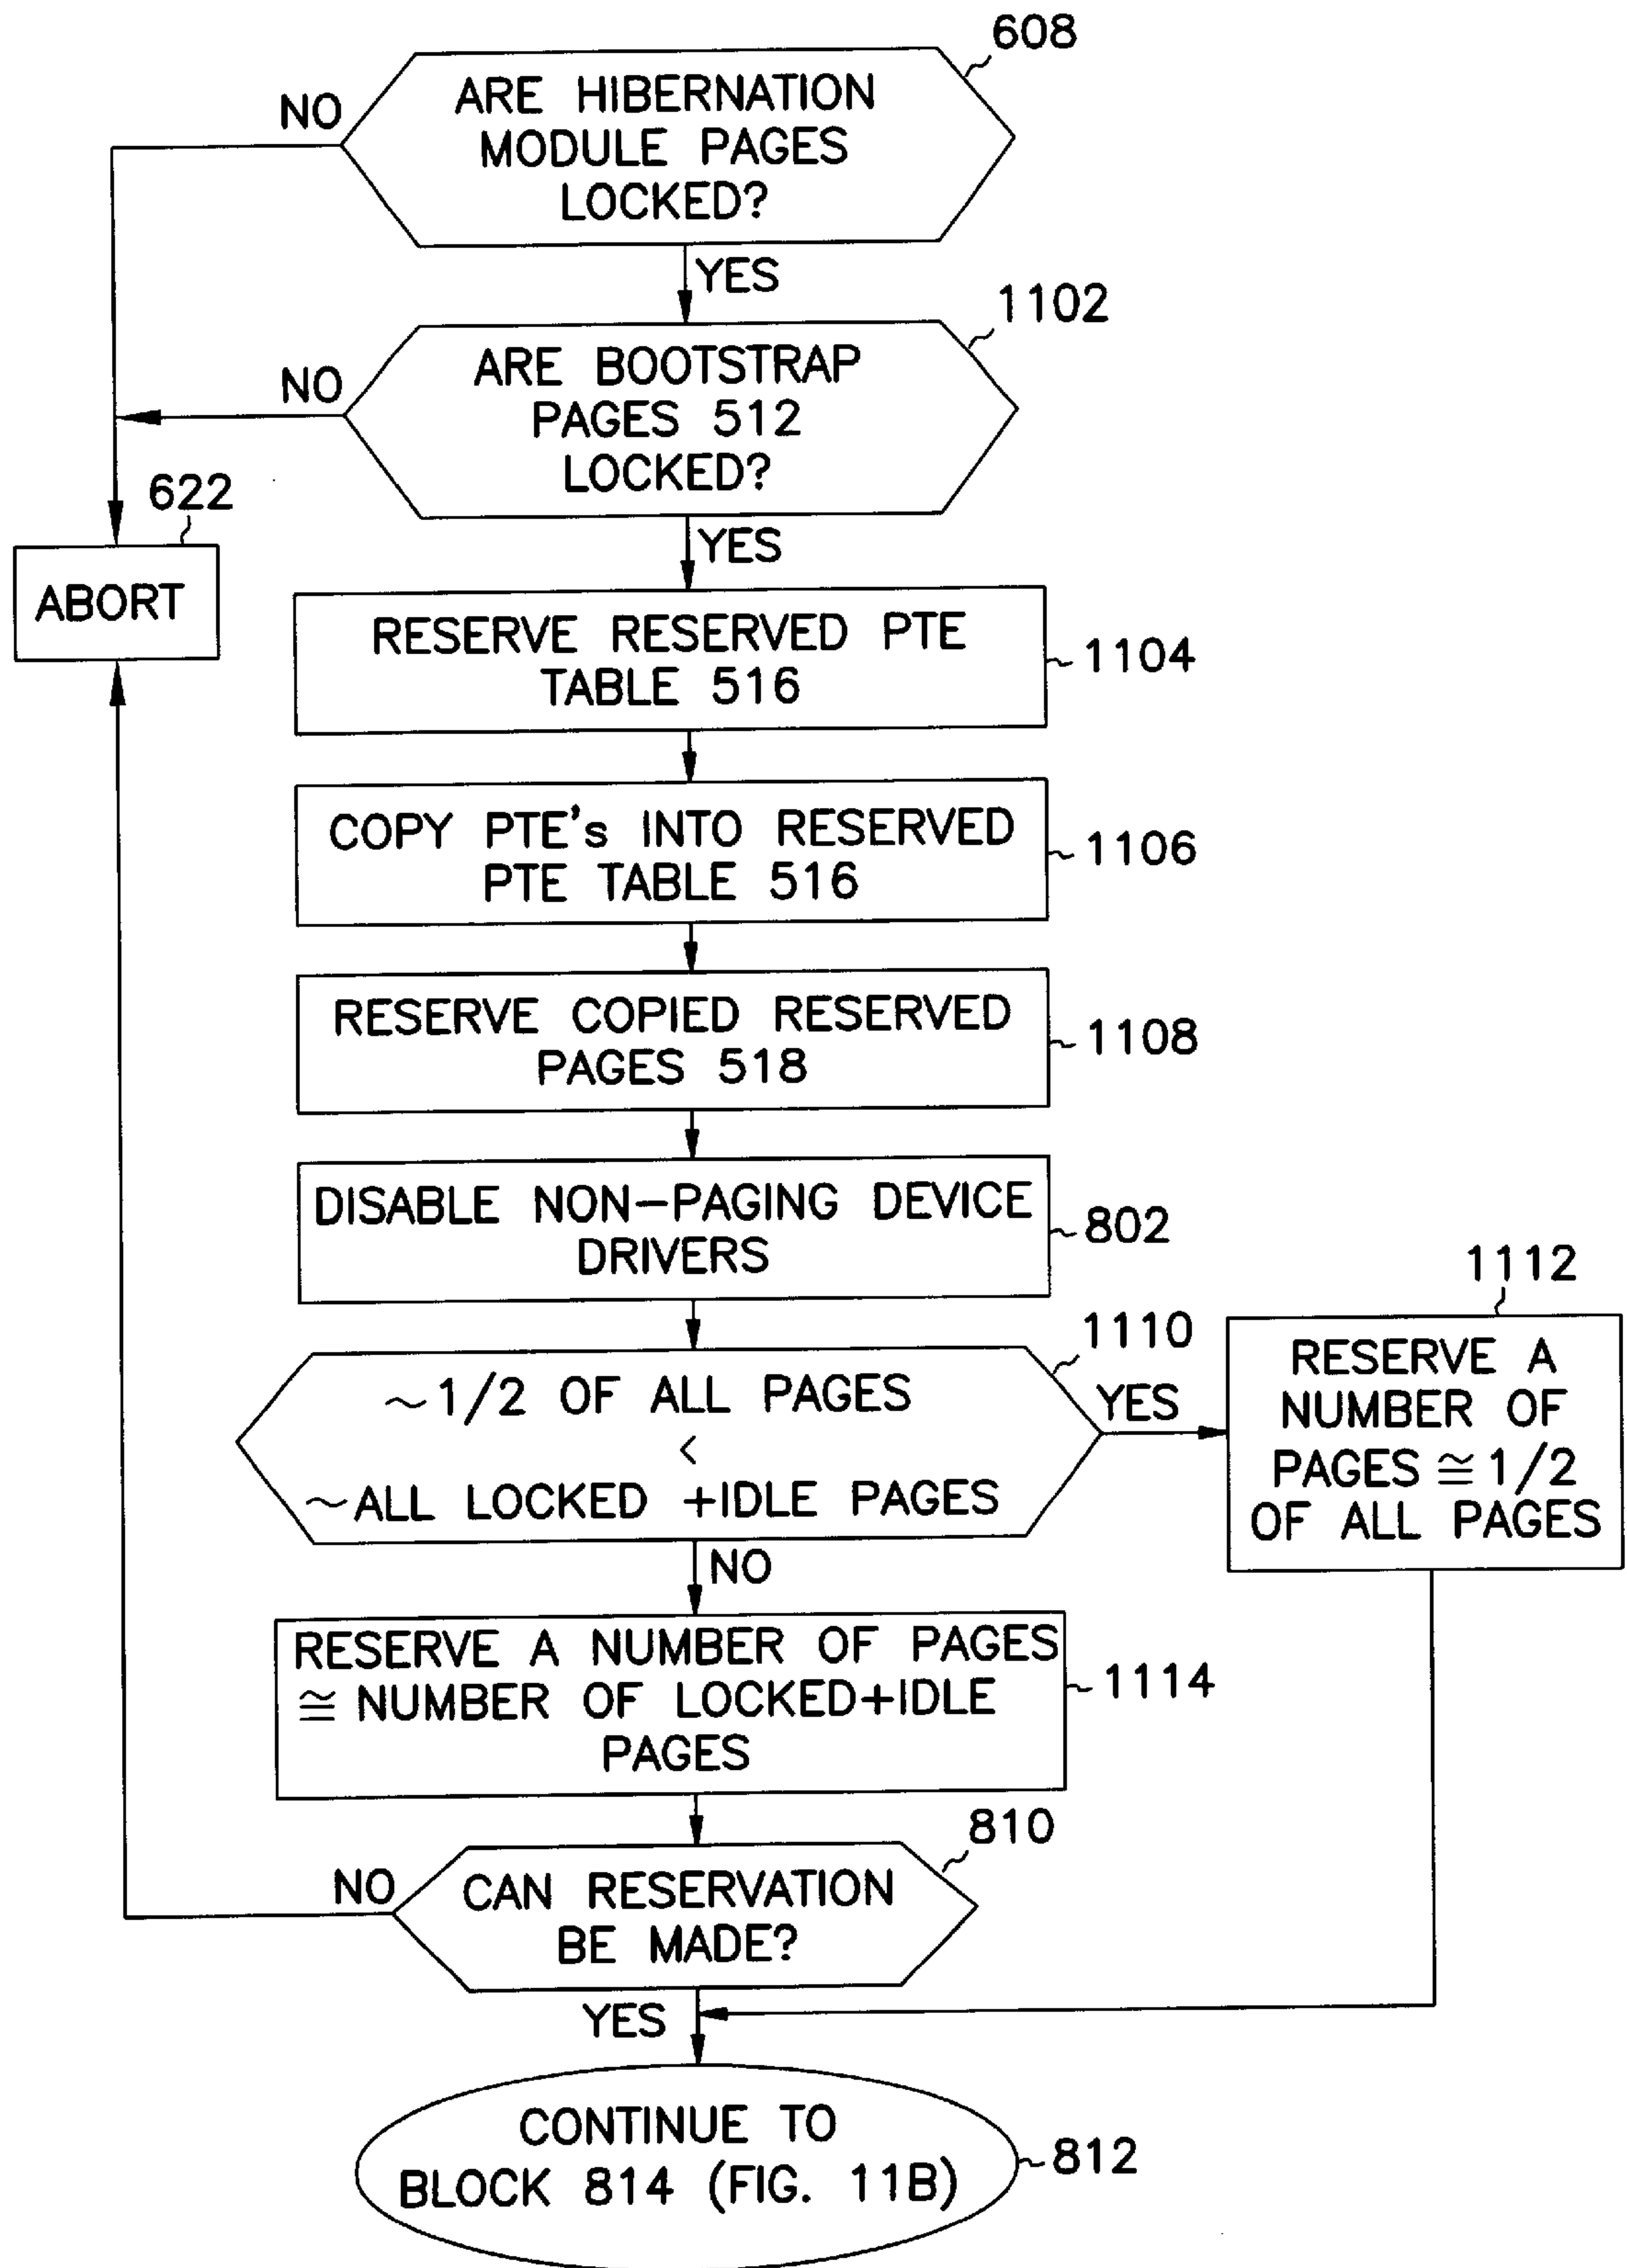 608
ARE HIBERNATION
MODULE PAGES
LOCKED?
NO
YES
1102
ARE BOOTSTRAP
PAGES 512
LOCKED?
NO
YES
622
ABORT
RESERVE RESERVED PTE
TABLE 516
1104
COPY PTE's INTO RESERVED
PTE TABLE 516
1106
RESERVE COPIED RESERVED
PAGES 518
1108
DISABLE NON-PAGING DEVICE
DRIVERS
802
1110
~1/2 OF ALL PAGES
<
~ALL LOCKED +IDLE PAGES
YES
NO
1112
RESERVE A
NUMBER OF
PAGES ≅ 1/2
OF ALL PAGES
RESERVE A NUMBER OF PAGES
≅ NUMBER OF LOCKED+IDLE
PAGES
1114
810
CAN RESERVATION
BE MADE?
NO
YES
CONTINUE TO
BLOCK 814 (FIG. 11B)
812